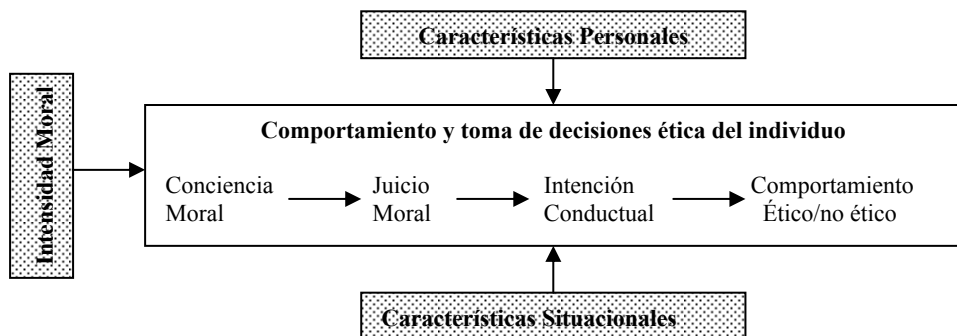 Características Personales
Intensidad Moral
Comportamiento y toma de decisiones ética del individuo
Conciencia
Moral
Juicio
Moral
Intención
Conductual
Comportamiento
Ético/no ético
Características Situacionales